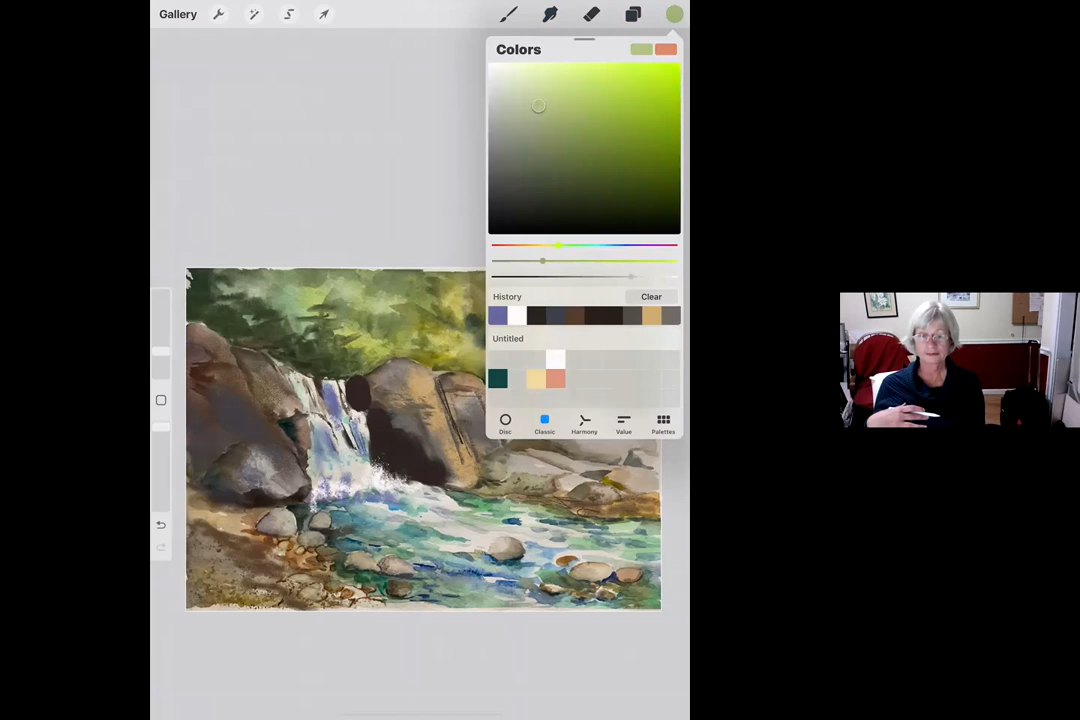 Gallery
Colors
History
Clear
Untitled
Disc
Classic
Harmony
Value
Palettes